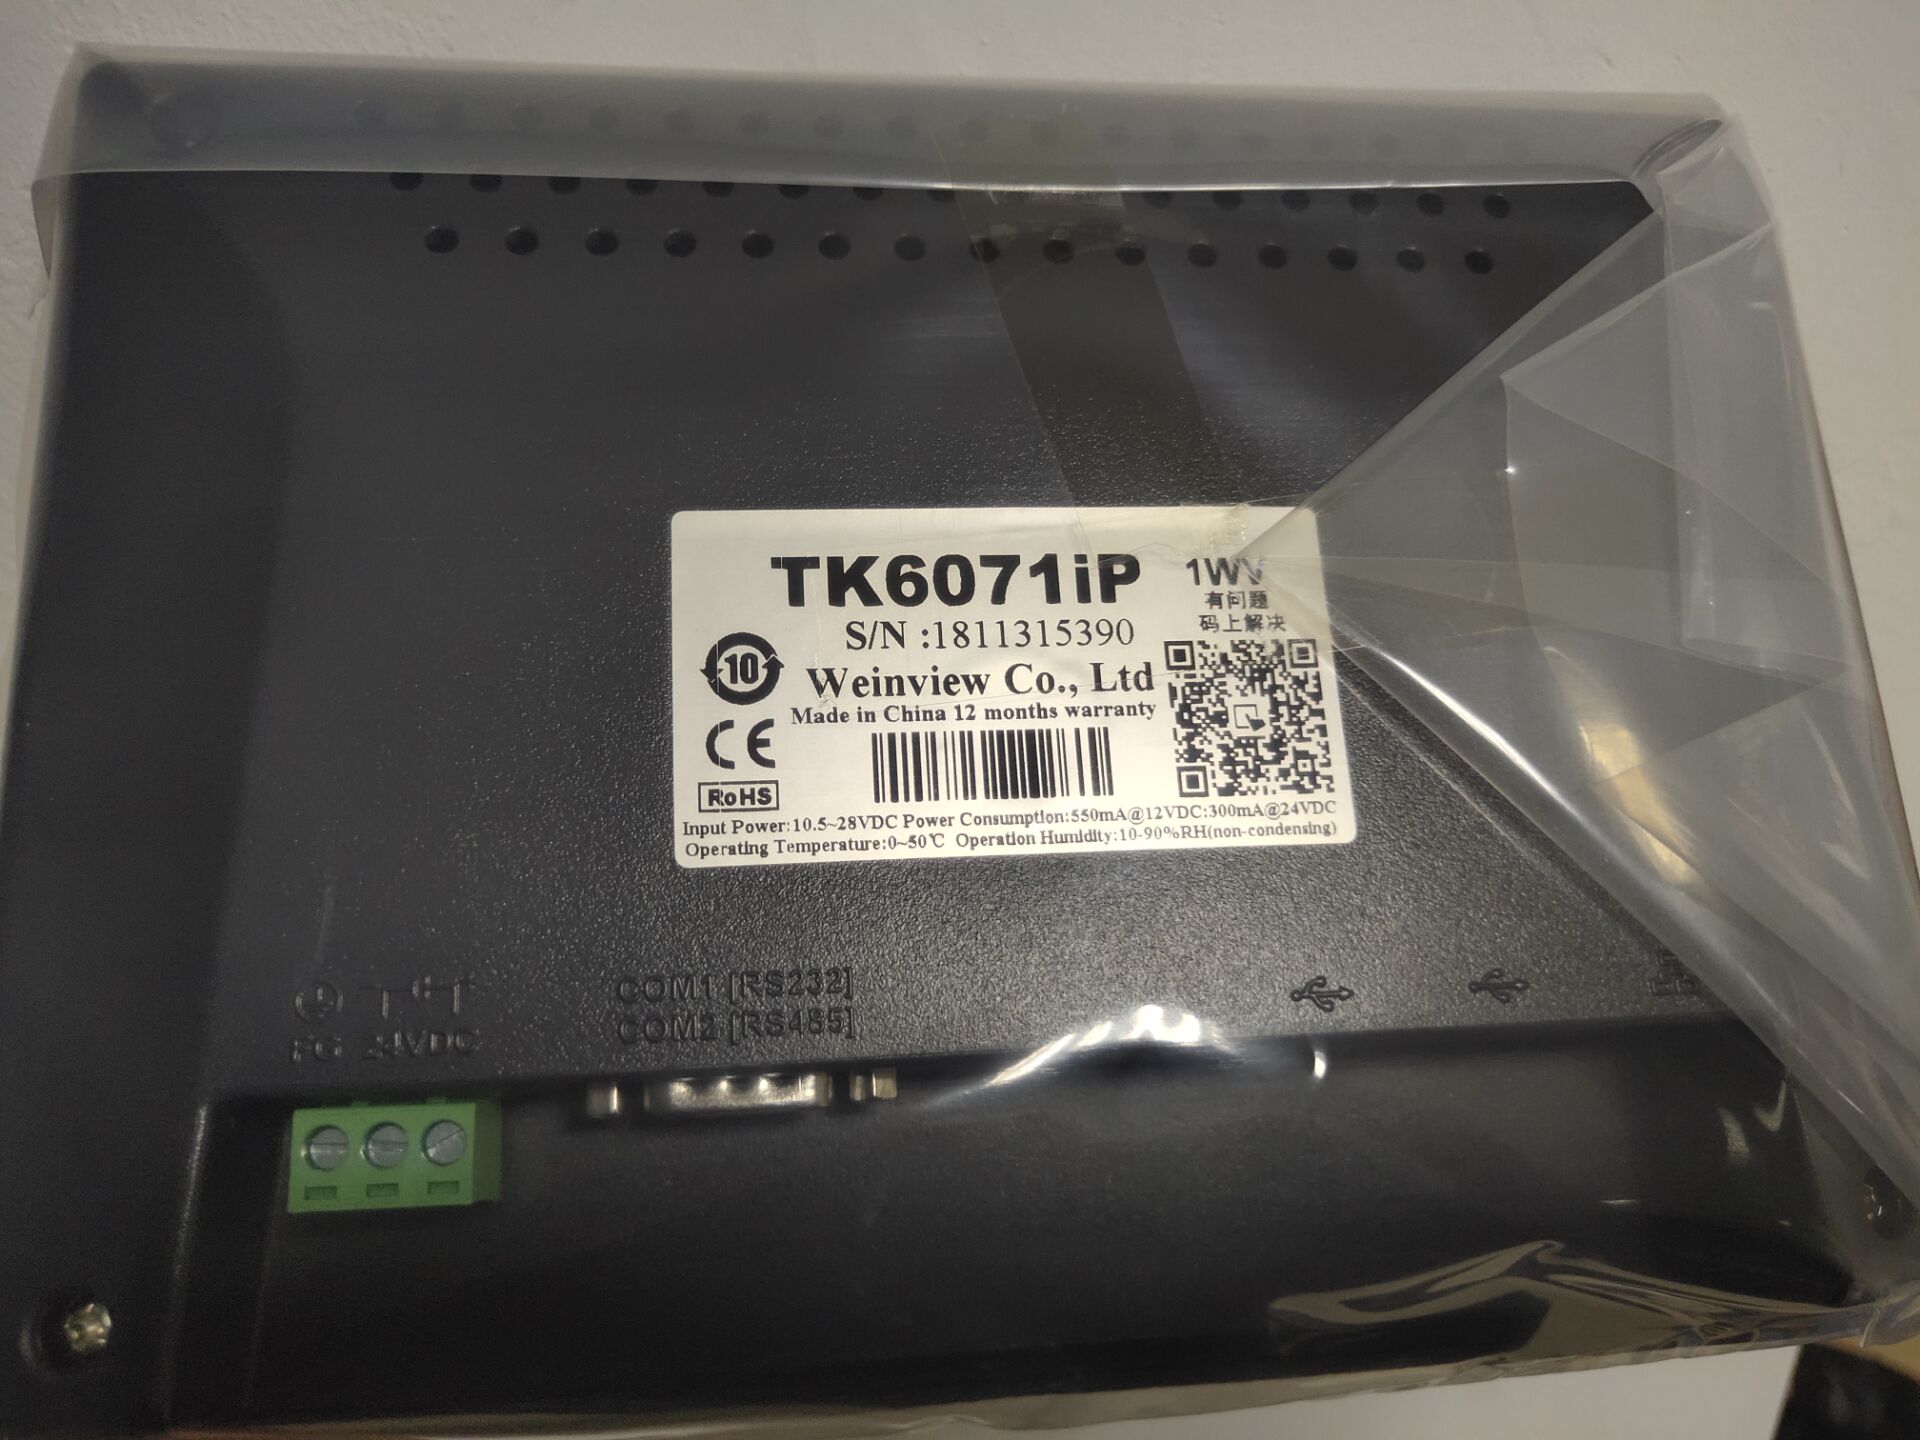 TK6071iP
1WV
有问题
码上解决
S/N :1811315390
10
Weinview Co., Ltd
Made in China 12 months warranty
CE
RoHS
Input Power:10.5~28VDC Power Consumption:550mA@12VDC:300mA@24VDC
Operating Temperature:0~50℃ Operation Humidity:10-90%RH(non-condensing)
COM1 [RS232]
COM2 [RS485]
FG 24VDC